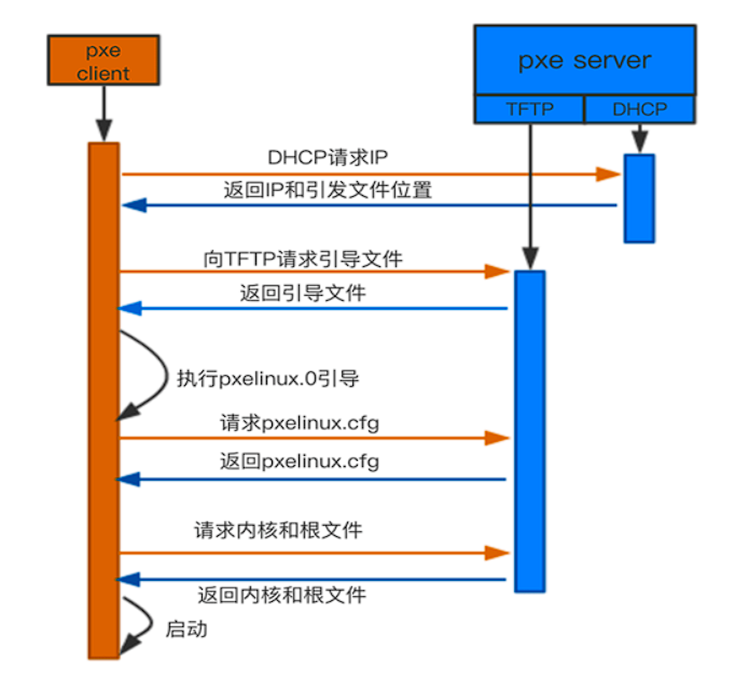 pxe
client
pxe server
TFTP
DHCP
DHCP请求IP
返回IP和引发文件位置
向TFTP请求引导文件
返回引导文件
执行pxelinux.0引导
请求pxelinux.cfg
返回pxelinux.cfg
请求内核和根文件
返回内核和根文件
启动